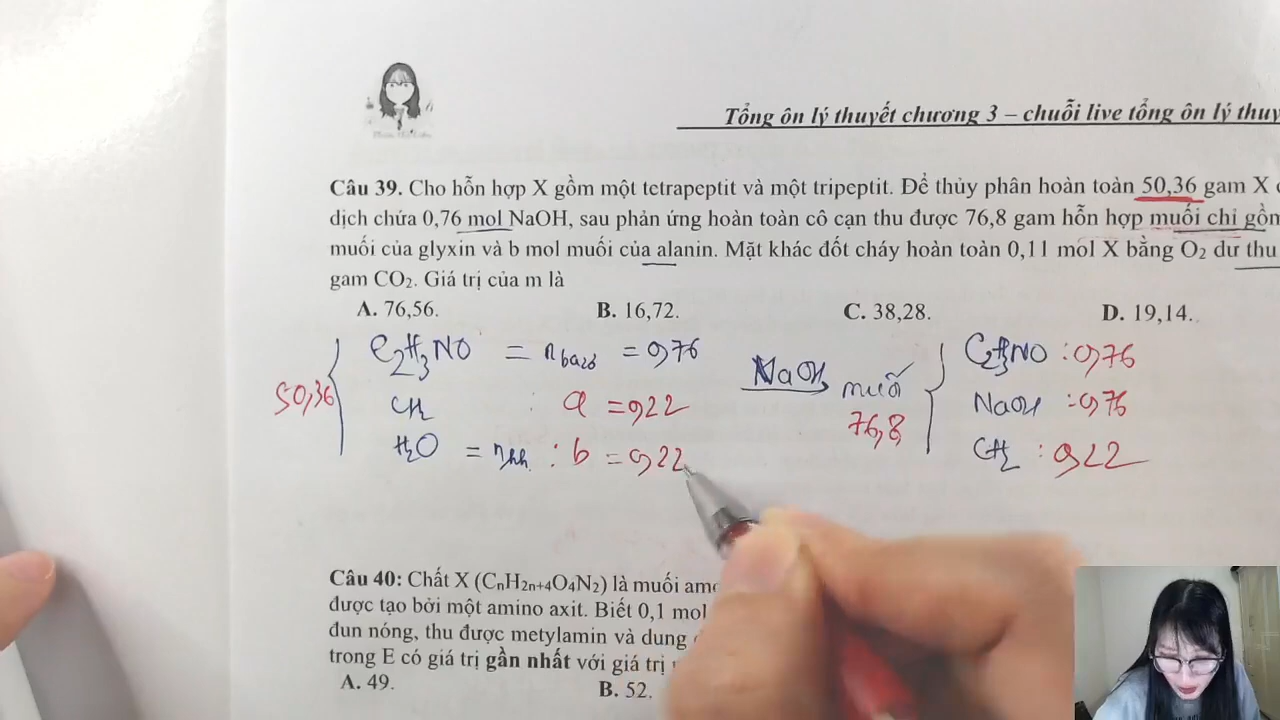 Tổng ôn lý thuyết chương 3 – chuỗi live tổng ôn lý thuy
Câu 39. Cho hỗn hợp X gồm một tetrapeptit và một tripeptit. Để thủy phân hoàn toàn 50,36 gam X
dịch chứa 0,76 mol NaOH, sau phản ứng hoàn toàn cô cạn thu được 76,8 gam hỗn hợp muối chỉ gồm
muối của glyxin và b mol muối của alanin. Mặt khác đốt cháy hoàn toàn 0,11 mol X bằng O2 dư thu
gam CO2. Giá trị của m là
A. 76,56. B. 16,72. C. 38,28. D. 19,14.
C2H3NO = nbazơ = 0,76 C2H3NO : 0,76
50,36 CH2 : a = 0,22 NaOH muối 76,8 NaOH : 0,76
H2O = nhh : b = 0,22 CH2 : 0,22
Câu 40: Chất X (CnH2n+4O4N2) là muối am
được tạo bởi một amino axit. Biết 0,1 mol
đun nóng, thu được metylamin và dung
trong E có giá trị gần nhất với giá trị
A. 49. B. 52.